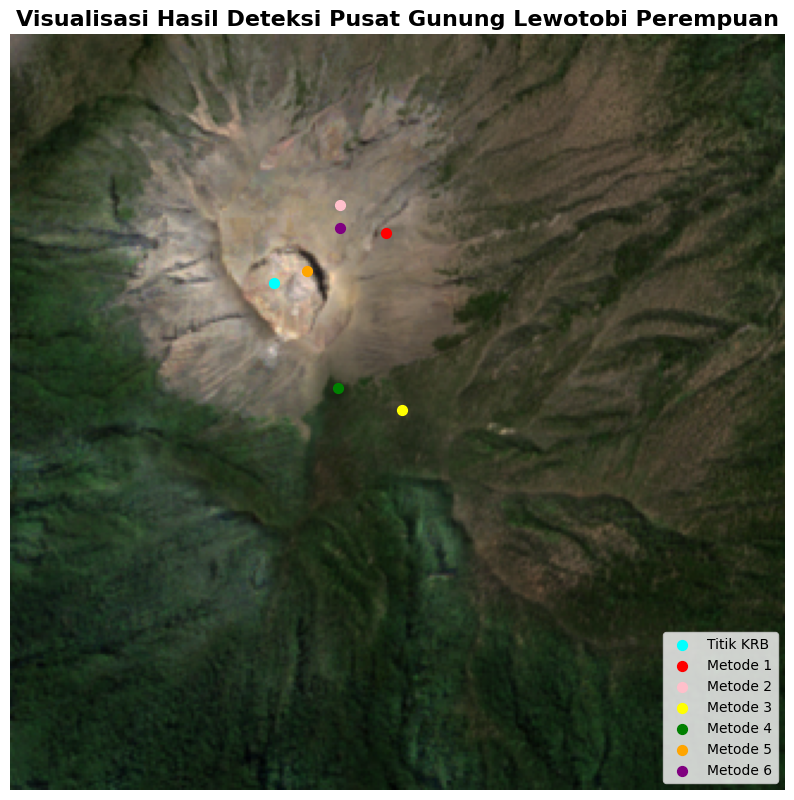 Visualisasi Hasil Deteksi Pusat Gunung Lewotobi Perempuan
Titik KRB
Metode 1
Metode 2
Metode 3
Metode 4
Metode 5
Metode 6